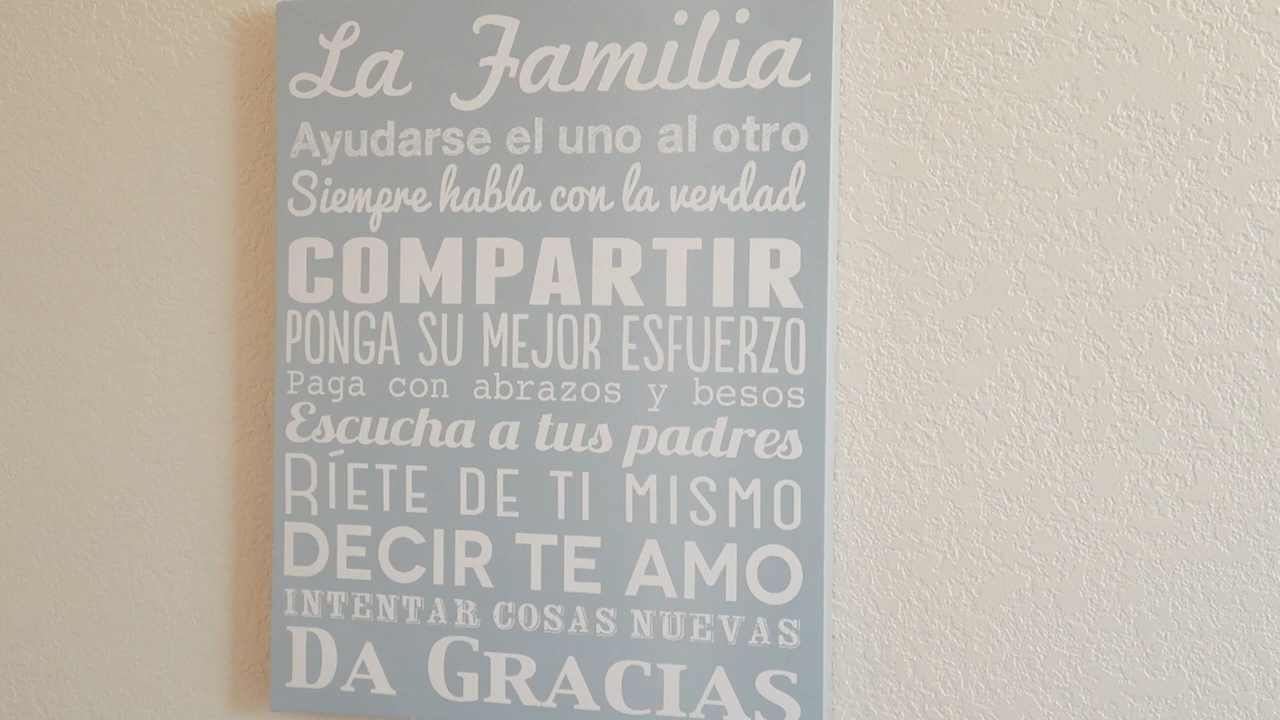 La Familia
Ayudarse el uno al otro
Siempre habla con la verdad
COMPARTIR
PONGA SU MEJOR ESFUERZO
Paga con abrazos y besos
Escucha a tus padres
RÍETE DE TI MISMO
DECIR TE AMO
INTENTAR COSAS NUEVAS
DA GRACIAS